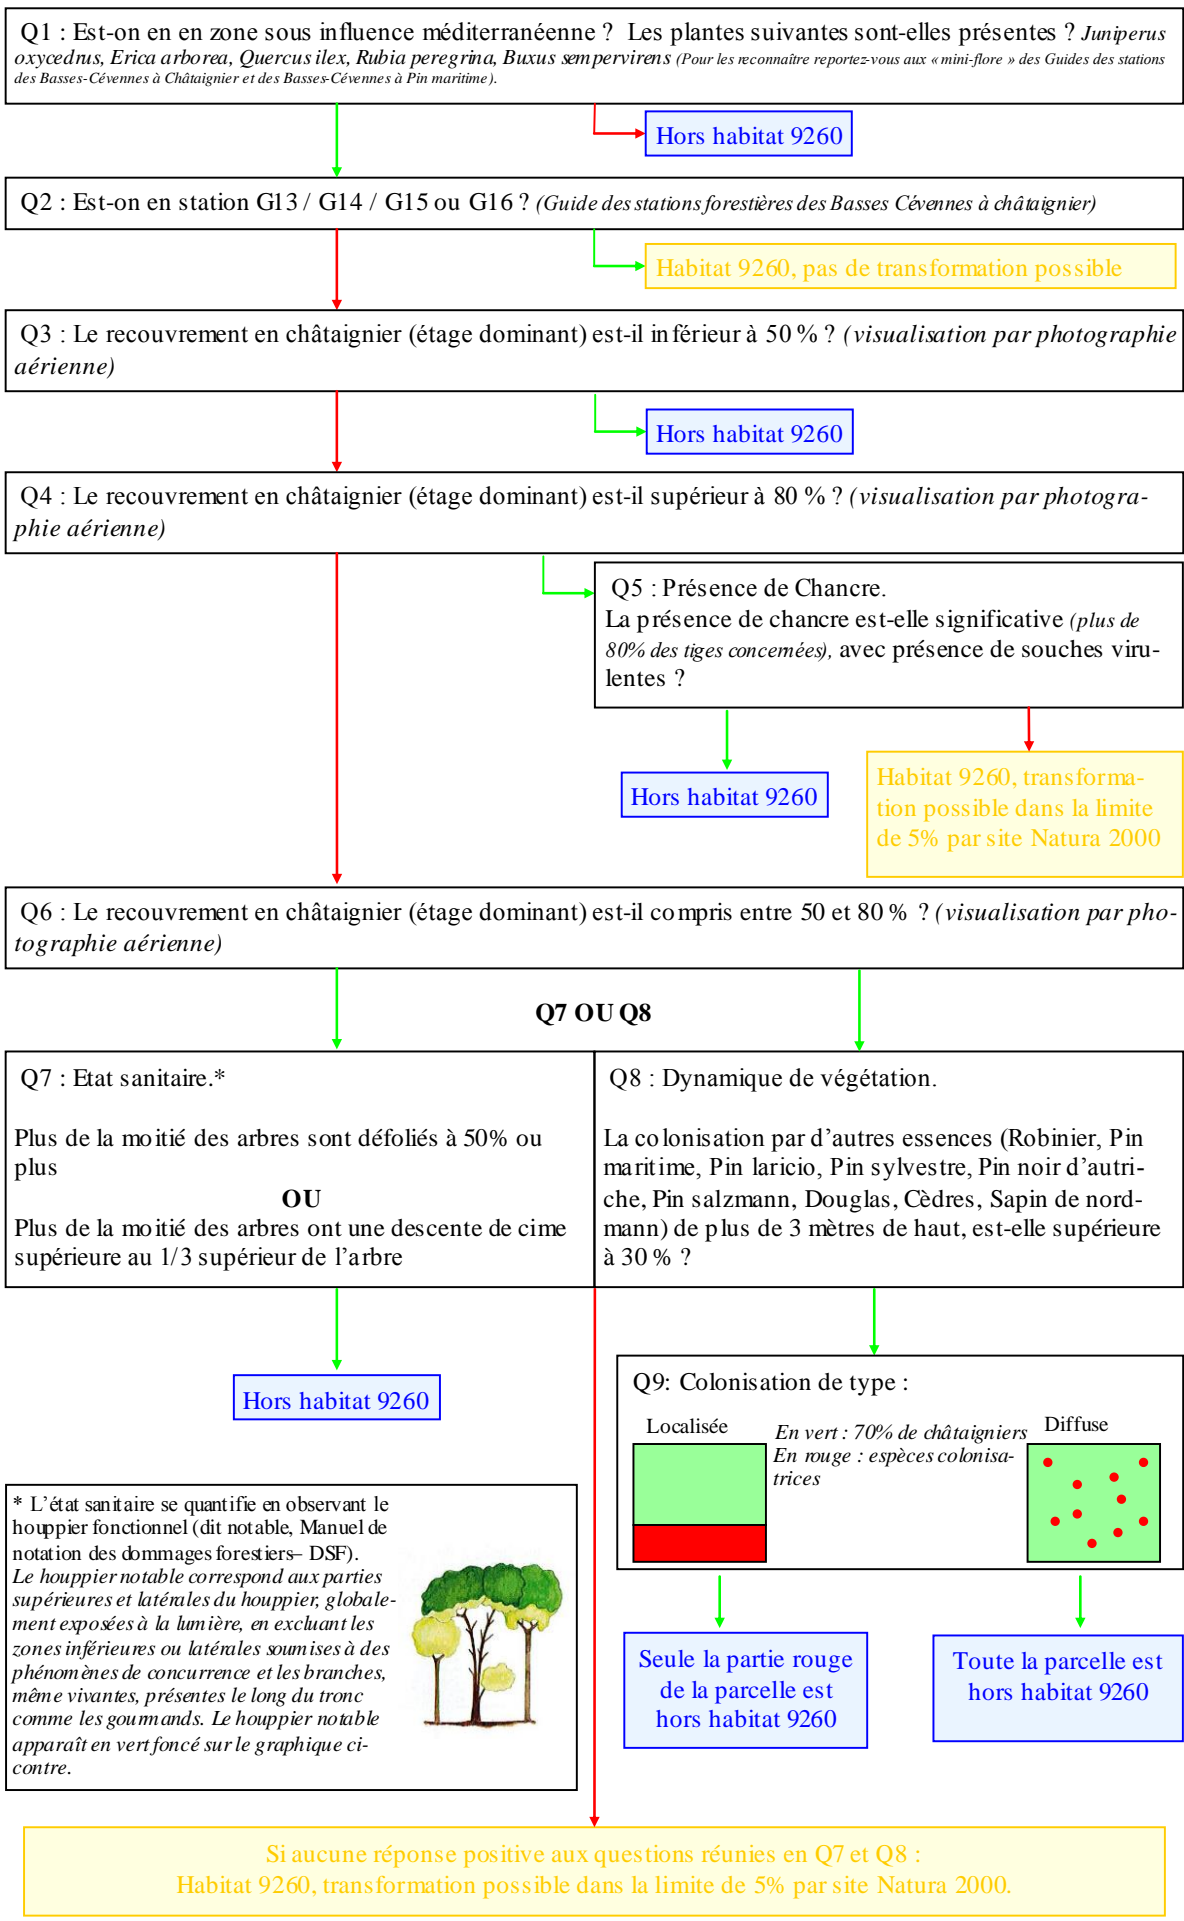 Q1 : Est-on en en zone sous influence méditerranéenne ? Les plantes suivantes sont-elles présentes ? Juniperus
oxycedrus, Erica arborea, Quercus ilex, Rubia peregrina, Buxus sempervirens (Pour les reconnaître reportez-vous aux « mini-flore » des Guides des stations
des Basses-Cévennes à Châtaignier et des Basses-Cévennes à Pin maritime).
Hors habitat 9260
Q2 : Est-on en station G13 / G14 / G15 ou G16 ? (Guide des stations forestières des Basses Cévennes à châtaignier)
Habitat 9260, pas de transformation possible
Q3 : Le recouvrement en châtaignier (étage dominant) est-il inférieur à 50 % ? (visualisation par photographie
aérienne)
Hors habitat 9260
Q4 : Le recouvrement en châtaignier (étage dominant) est-il supérieur à 80 % ? (visualisation par photogra-
phie aérienne)
Q5 : Présence de Chancre.
La présence de chancre est-elle significative (plus de
80% des tiges concernées), avec présence de souches viru-
lentes ?
Hors habitat 9260
Habitat 9260, transforma-
tion possible dans la limite
de 5% par site Natura 2000
Q6 : Le recouvrement en châtaignier (étage dominant) est-il compris entre 50 et 80 % ? (visualisation par pho-
tographie aérienne)
Q7 OU Q8
Q7 : Etat sanitaire.*
Plus de la moitié des arbres sont défoliés à 50% ou
plus
OU
Plus de la moitié des arbres ont une descente de cime
supérieure au 1/3 supérieur de l'arbre
Q8 : Dynamique de végétation.
La colonisation par d'autres essences (Robinier, Pin
maritime, Pin laricio, Pin sylvestre, Pin noir d'autri-
che, Pin salzmann, Douglas, Cèdres, Sapin de nord-
mann) de plus de 3 mètres de haut, est-elle supérieure
à 30 % ?
Hors habitat 9260
Q9: Colonisation de type :
Localisée
En vert : 70% de châtaigniers
En rouge : espèces colonisa-
trices
Diffuse
* L'état sanitaire se quantifie en observant le
houppier fonctionnel (dit notable, Manuel de
notation des dommages forestiers– DSF).
Le houppier notable correspond aux parties
supérieures et latérales du houppier, globale-
ment exposées à la lumière, en excluant les
zones inférieures ou latérales soumises à des
phénomènes de concurrence et les branches,
même vivantes, présentes le long du tronc
comme les gourmands. Le houppier notable
apparaît en vert foncé sur le graphique ci-
contre.
Seule la partie rouge
de la parcelle est
hors habitat 9260
Toute la parcelle est
hors habitat 9260
Si aucune réponse positive aux questions réunies en Q7 et Q8 :
Habitat 9260, transformation possible dans la limite de 5% par site Natura 2000.